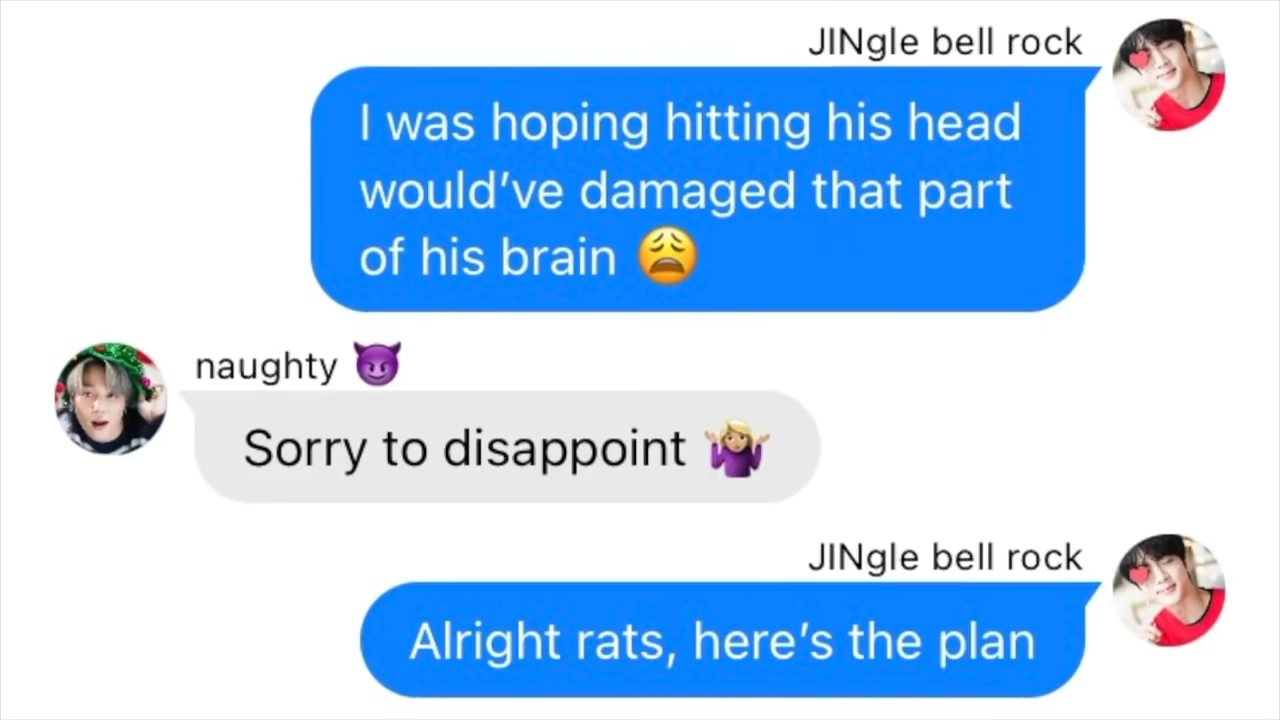 JINgle bell rock
I was hoping hitting his head
would’ve damaged that part
of his brain 😩
naughty 😈
Sorry to disappoint 🤷🏼‍♀️
JINgle bell rock
Alright rats, here’s the plan